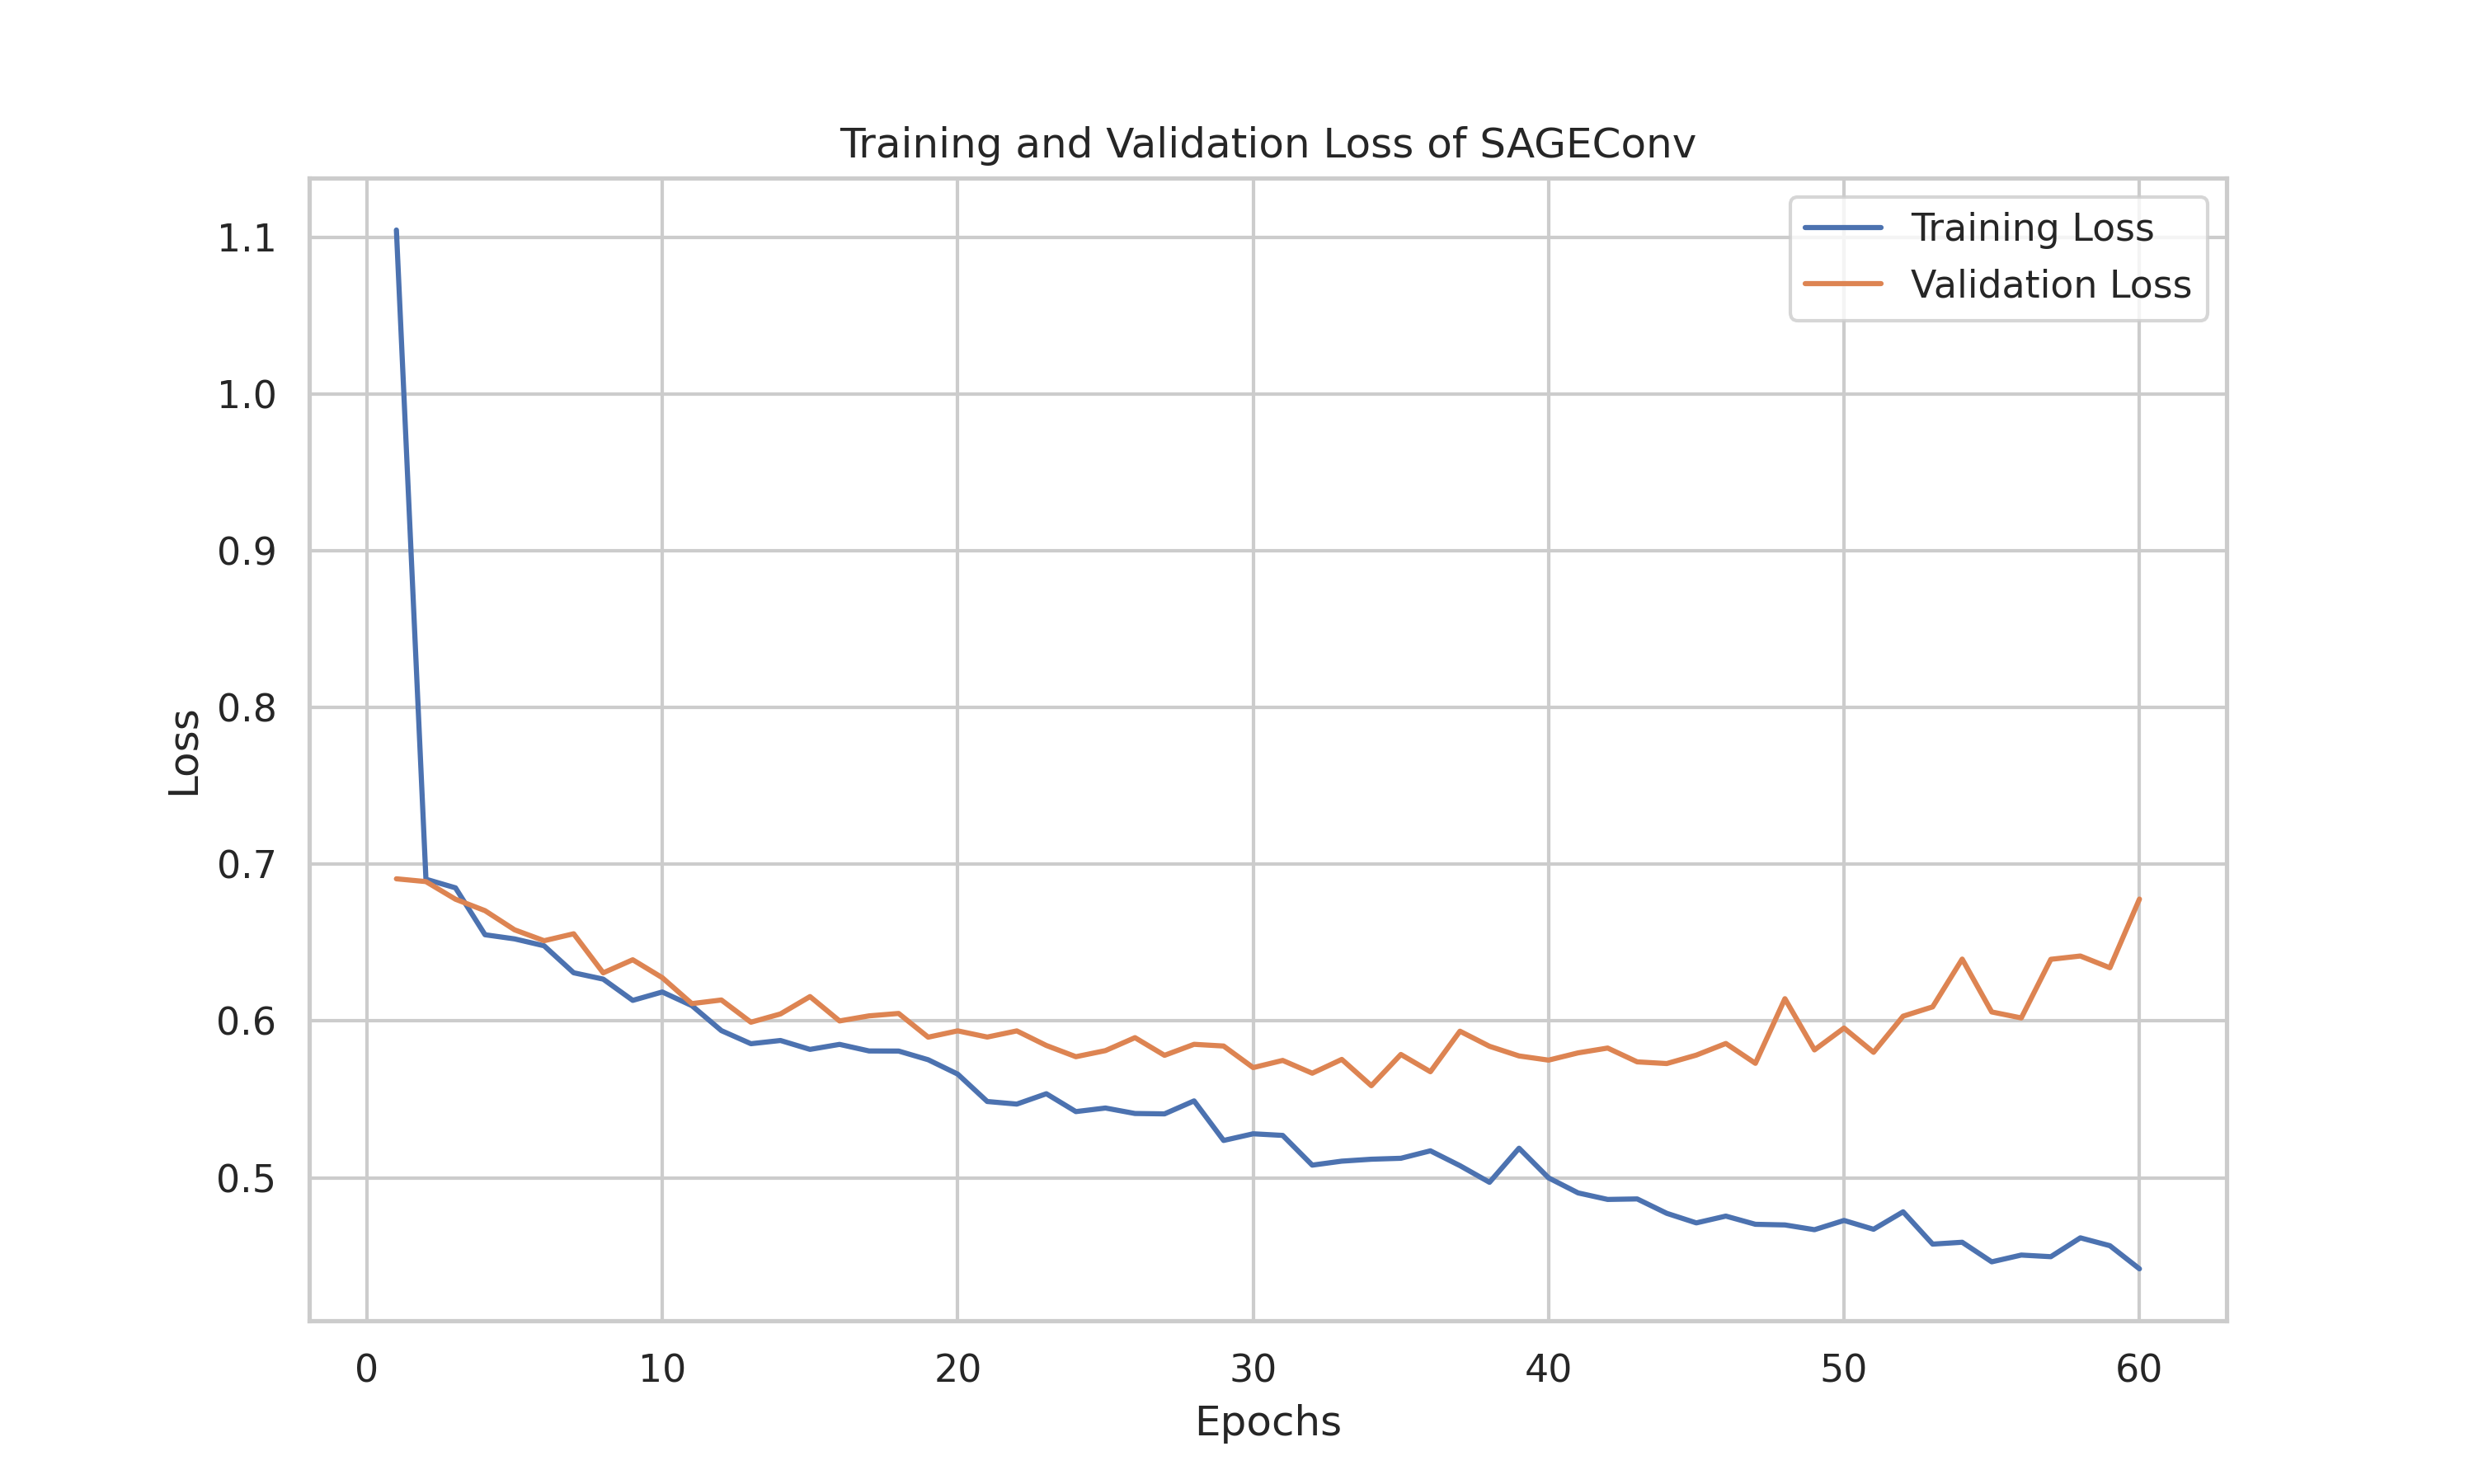 Training and Validation Loss of SAGEConv
Training Loss
Validation Loss
1.1
1.0
0.9
0.8
0.7
0.6
0.5
Loss
0 10 20 30 40 50 60
Epochs